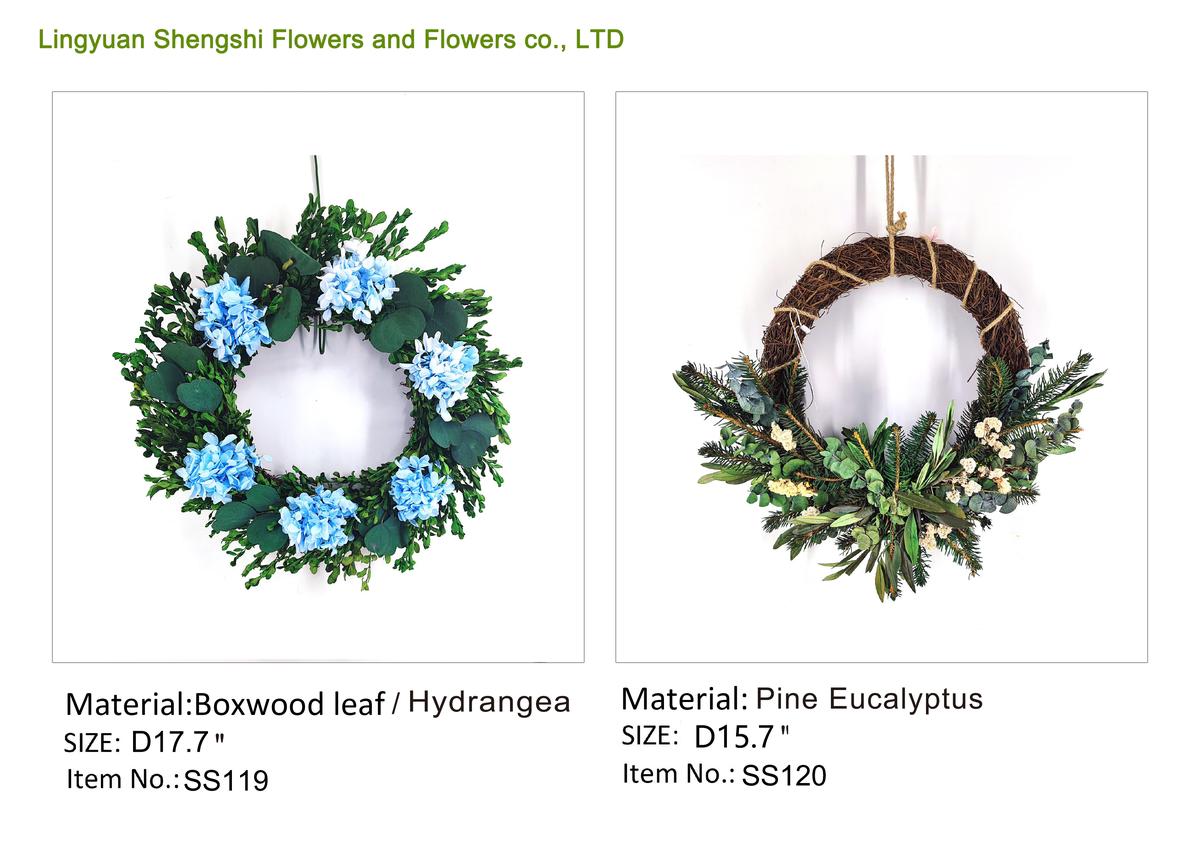 Lingyuan Shengshi Flowers and Flowers co., LTD
Material:Boxwood leaf / Hydrangea
SIZE: D17.7"
Item No.: SS119
Material: Pine Eucalyptus
SIZE: D15.7"
Item No.: SS120